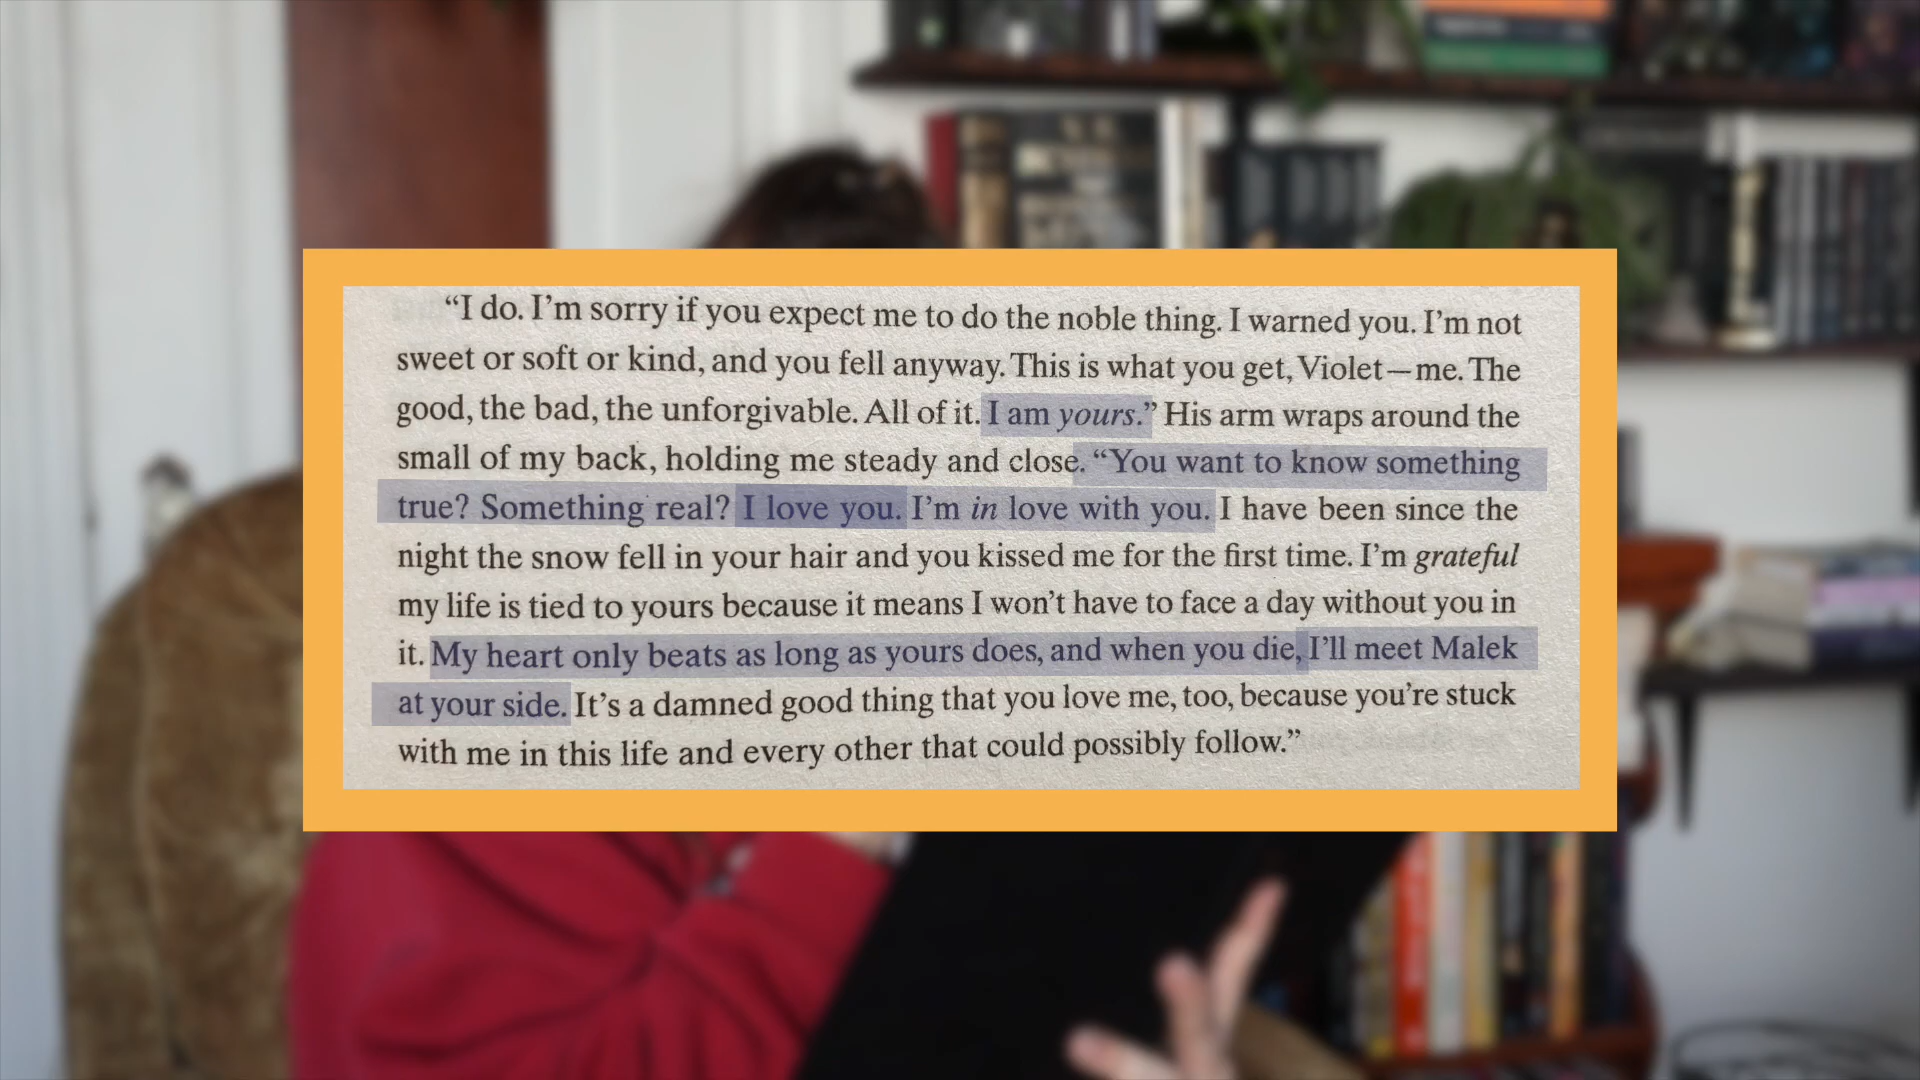 “I do. I’m sorry if you expect me to do the noble thing. I warned you. I’m not
sweet or soft or kind, and you fell anyway. This is what you get, Violet—me. The
good, the bad, the unforgivable. All of it. I am yours.” His arm wraps around the
small of my back, holding me steady and close. “You want to know something
true? Something real? I love you. I’m in love with you. I have been since the
night the snow fell in your hair and you kissed me for the first time. I’m grateful
my life is tied to yours because it means I won’t have to face a day without you in
it. My heart only beats as long as yours does, and when you die, I’ll meet Malek
at your side. It’s a damned good thing that you love me, too, because you’re stuck
with me in this life and every other that could possibly follow.”